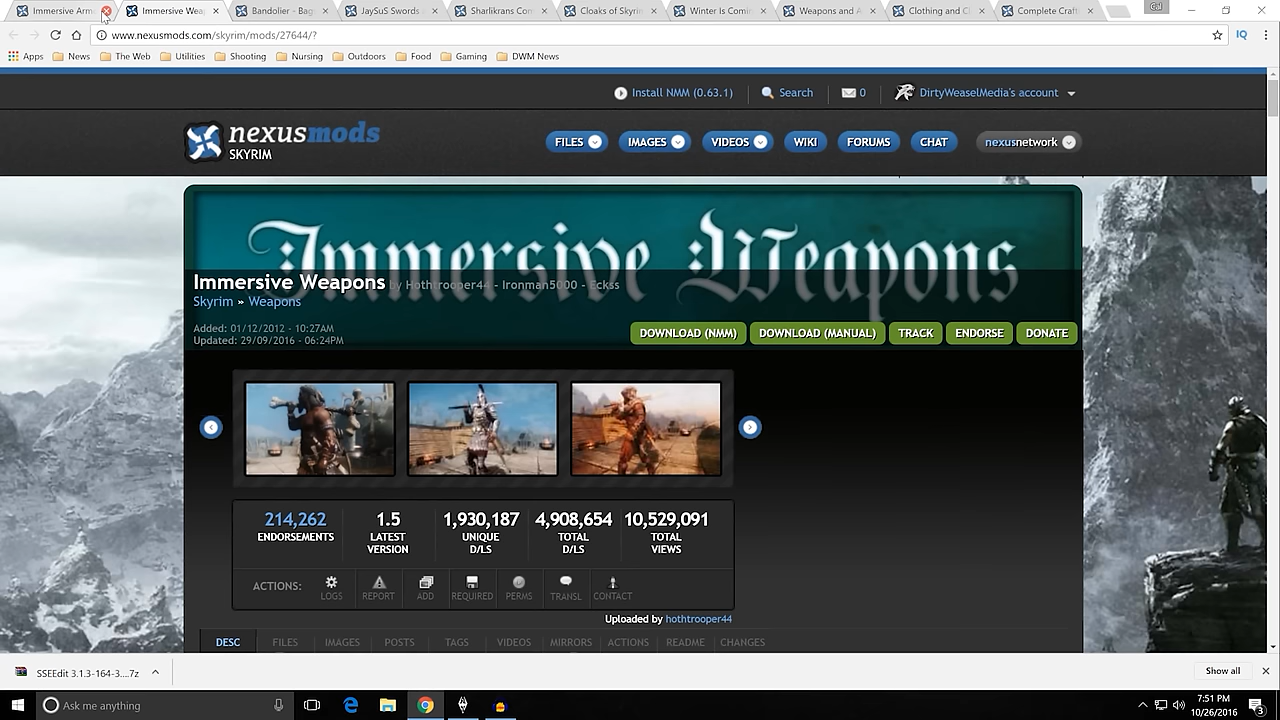 Immersive Arm
Immersive Wea
Bandolier - Bag
JaySuS Swords
Sharlikrans Com
Cloaks of Skyrim
Winter Is Coming
Weapons and A
Clothing and Cl
Complete Craft
www.nexusmods.com/skyrim/mods/27644/?
IQ
Apps News The Web Utilities Shooting Nursing Outdoors Food Gaming DWM News
Install NMM (0.63.1) Search 0 DirtyWeaselMedia's account
nexusmods
SKYRIM
FILES IMAGES VIDEOS WIKI FORUMS CHAT nexusnetwork
Immersive Weapons
Immersive Weapons by Hothtrooper44 - Ironman5000 - Eckss
Skyrim » Weapons
Added: 01/12/2012 - 10:27AM
Updated: 29/09/2016 - 06:24PM
DOWNLOAD (NMM) DOWNLOAD (MANUAL) TRACK ENDORSE DONATE
214,262 1.5 1,930,187 4,908,654 10,529,091
ENDORSEMENTS LATEST UNIQUE TOTAL TOTAL
VERSION D/LS D/LS VIEWS
ACTIONS: LOGS REPORT ADD REQUIRED PERMS TRANSL CONTACT
Uploaded by hothtrooper44
DESC FILES IMAGES POSTS TAGS VIDEOS MIRRORS ACTIONS README CHANGES
SSEEdit 3.1.3-164-3....7z
Show all
Ask me anything
7:51 PM
10/26/2016
3